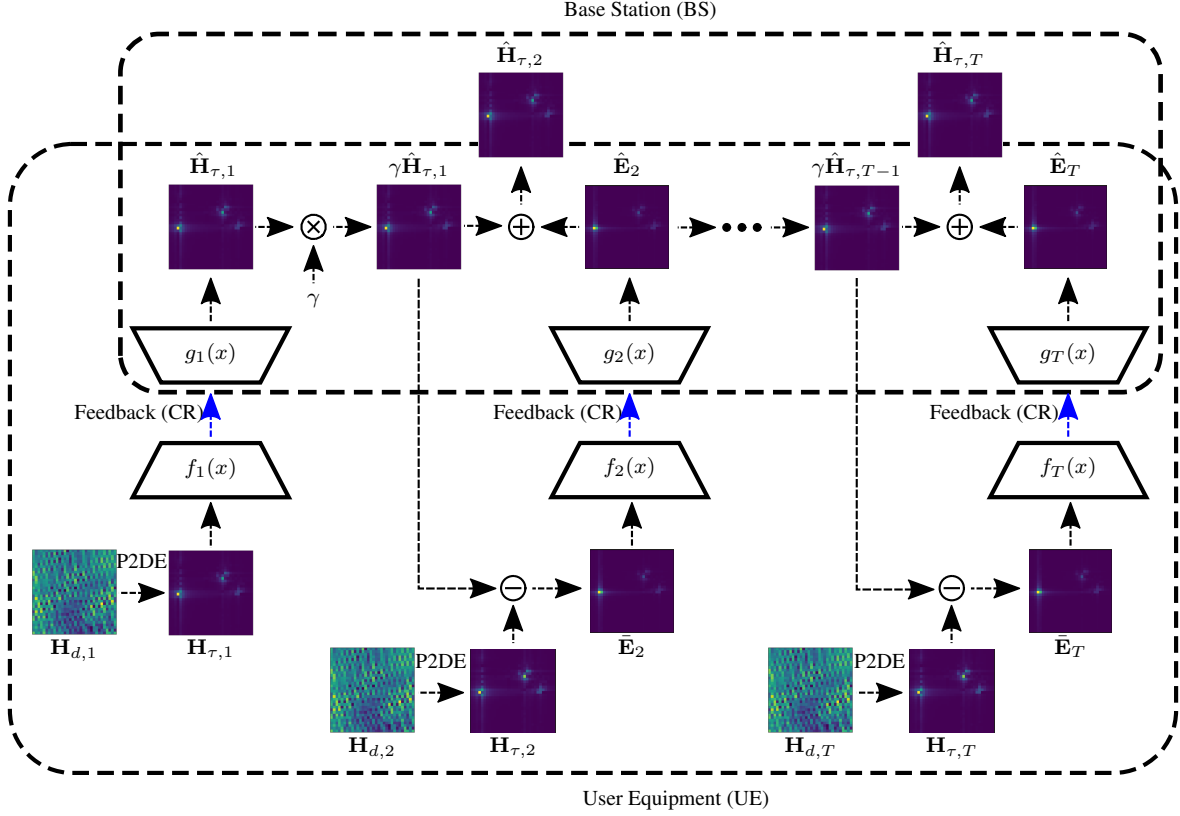 Base Station (BS)
Ĥτ,2
Ĥτ,T
Ĥτ,1
γĤτ,1
Ê2
γĤτ,T−1
ÊT
×
+
+
γ
g1(x)
g2(x)
gT(x)
Feedback (CR)
Feedback (CR)
Feedback (CR)
f1(x)
f2(x)
fT(x)
P2DE
−
−
Hd,1
Hτ,1
Ē2
ĒT
P2DE
P2DE
Hd,2
Hτ,2
Hd,T
Hτ,T
User Equipment (UE)